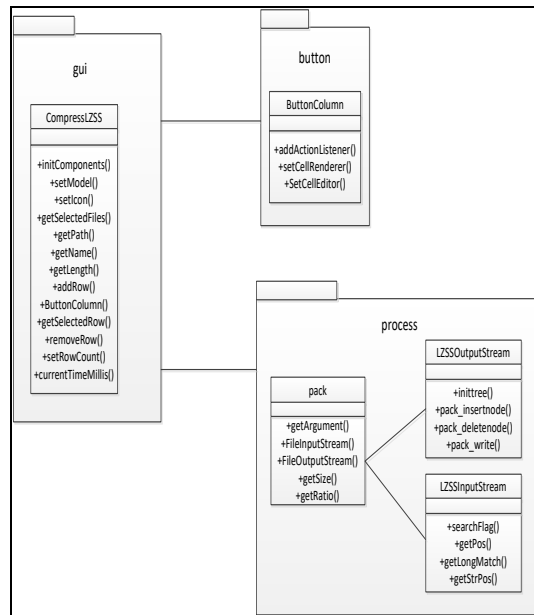 gui
CompressLZSS
+initComponents()
+setModel()
+setIcon()
+getSelectedFiles()
+getPath()
+getName()
+getLength()
+addRow()
+ButtonColumn()
+getSelectedRow()
+removeRow()
+setRowCount()
+currentTimeMillis()
button
ButtonColumn
+addActionListener()
+setCellRenderer()
+SetCellEditor()
process
pack
+getArgument()
+FileInputStream()
+FileOutputStream()
+getSize()
+getRatio()
LZSSOutputStream
+inittree()
+pack_insertnode()
+pack_deletenode()
+pack_write()
LZSSInputStream
+searchFlag()
+getPos()
+getLongMatch()
+getStrPos()